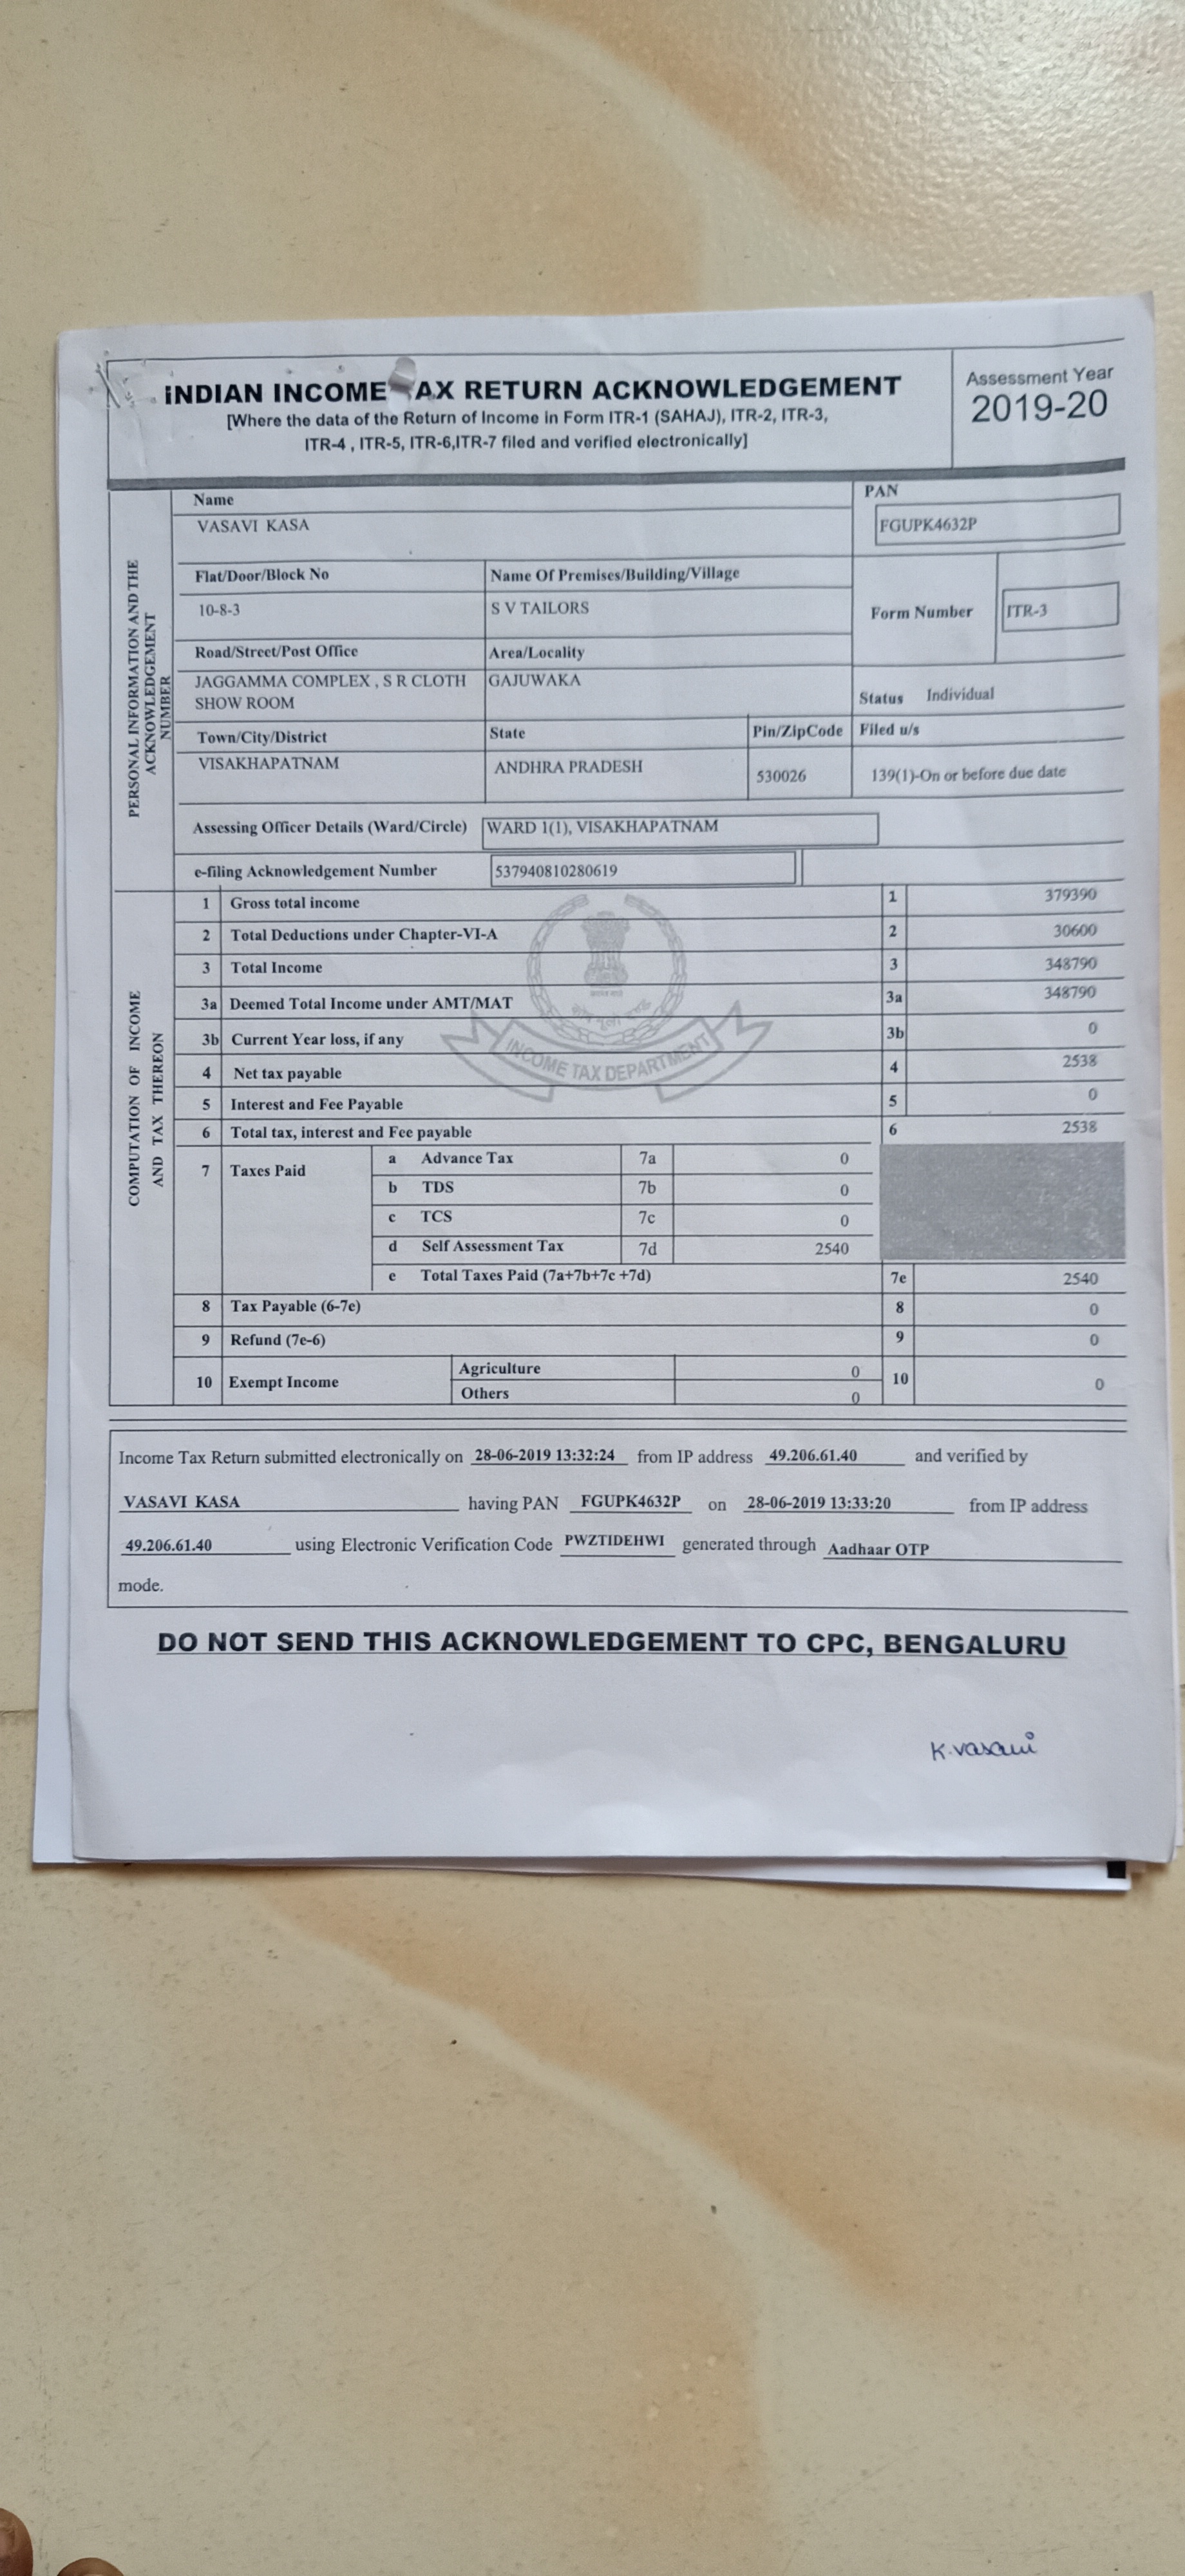 INDIAN INCOME AX RETURN ACKNOWLEDGEMENT
[Where the data of the Return of Income in Form ITR-1 (SAHAJ), ITR-2, ITR-3,
ITR-4 , ITR-5, ITR-6,ITR-7 filed and verified electronically]
Assessment Year
2019-20
PERSONAL INFORMATION AND THE
ACKNOWLEDGEMENT
NUMBER
Name
VASAVI KASA
PAN
FGUPK4632P
Flat/Door/Block No
10-8-3
Name Of Premises/Building/Village
S V TAILORS
Form Number ITR-3
Road/Street/Post Office
JAGGAMMA COMPLEX , S R CLOTH
SHOW ROOM
Area/Locality
GAJUWAKA
Status Individual
Town/City/District
VISAKHAPATNAM
State
ANDHRA PRADESH
Pin/ZipCode
530026
Filed u/s
139(1)-On or before due date
Assessing Officer Details (Ward/Circle) WARD 1(1), VISAKHAPATNAM
e-filing Acknowledgement Number 537940810280619
COMPUTATION OF INCOME
AND TAX THEREON
1 Gross total income 1 379390
2 Total Deductions under Chapter-VI-A 2 30600
3 Total Income 3 348790
3a Deemed Total Income under AMT/MAT 3a 348790
3b Current Year loss, if any 3b 0
4 Net tax payable 4 2538
5 Interest and Fee Payable 5 0
6 Total tax, interest and Fee payable 6 2538
7 Taxes Paid
a Advance Tax 7a 0
b TDS 7b 0
c TCS 7c 0
d Self Assessment Tax 7d 2540
e Total Taxes Paid (7a+7b+7c +7d) 7e 2540
8 Tax Payable (6-7e) 8 0
9 Refund (7e-6) 9 0
10 Exempt Income
Agriculture 0
Others 0
10 0
INCOME TAX DEPARTMENT
Income Tax Return submitted electronically on 28-06-2019 13:32:24 from IP address 49.206.61.40 and verified by
VASAVI KASA having PAN FGUPK4632P on 28-06-2019 13:33:20 from IP address
49.206.61.40 using Electronic Verification Code PWZTIDEHWI generated through Aadhaar OTP
mode.
DO NOT SEND THIS ACKNOWLEDGEMENT TO CPC, BENGALURU
K.vasavi